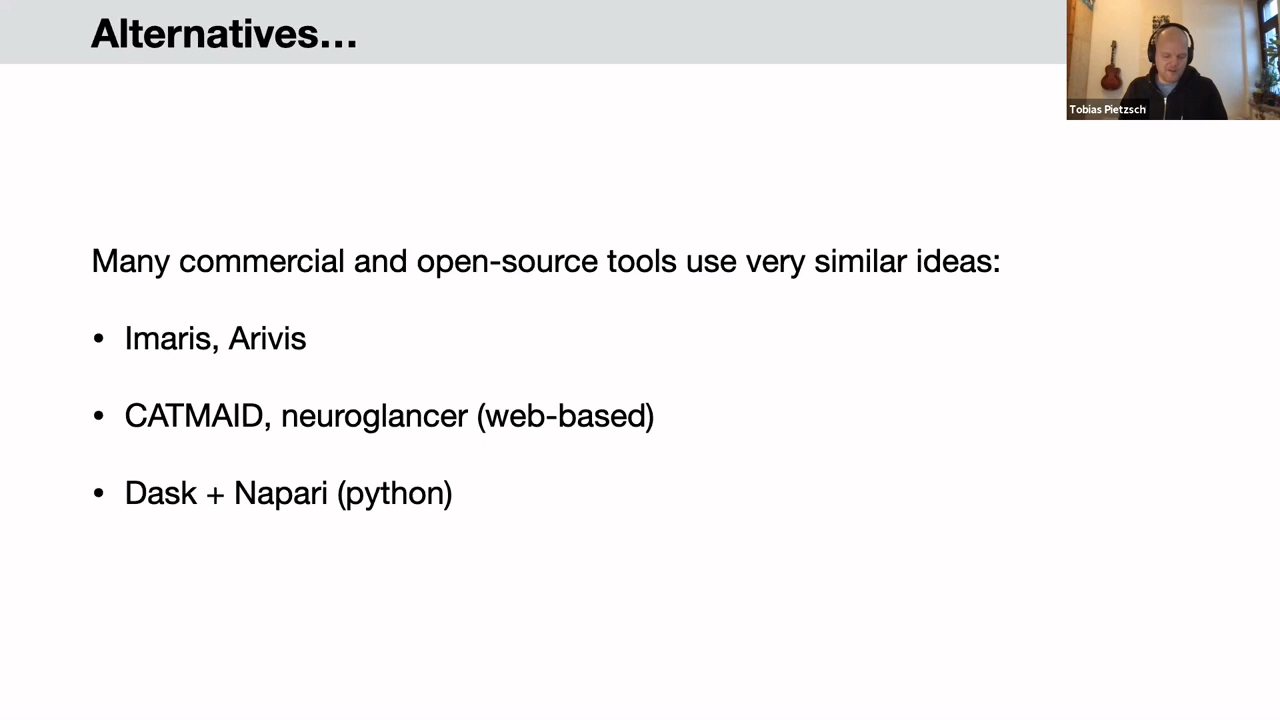 Alternatives...
Tobias Pietzsch
Many commercial and open-source tools use very similar ideas:
• Imaris, Arivis
• CATMAID, neuroglancer (web-based)
• Dask + Napari (python)